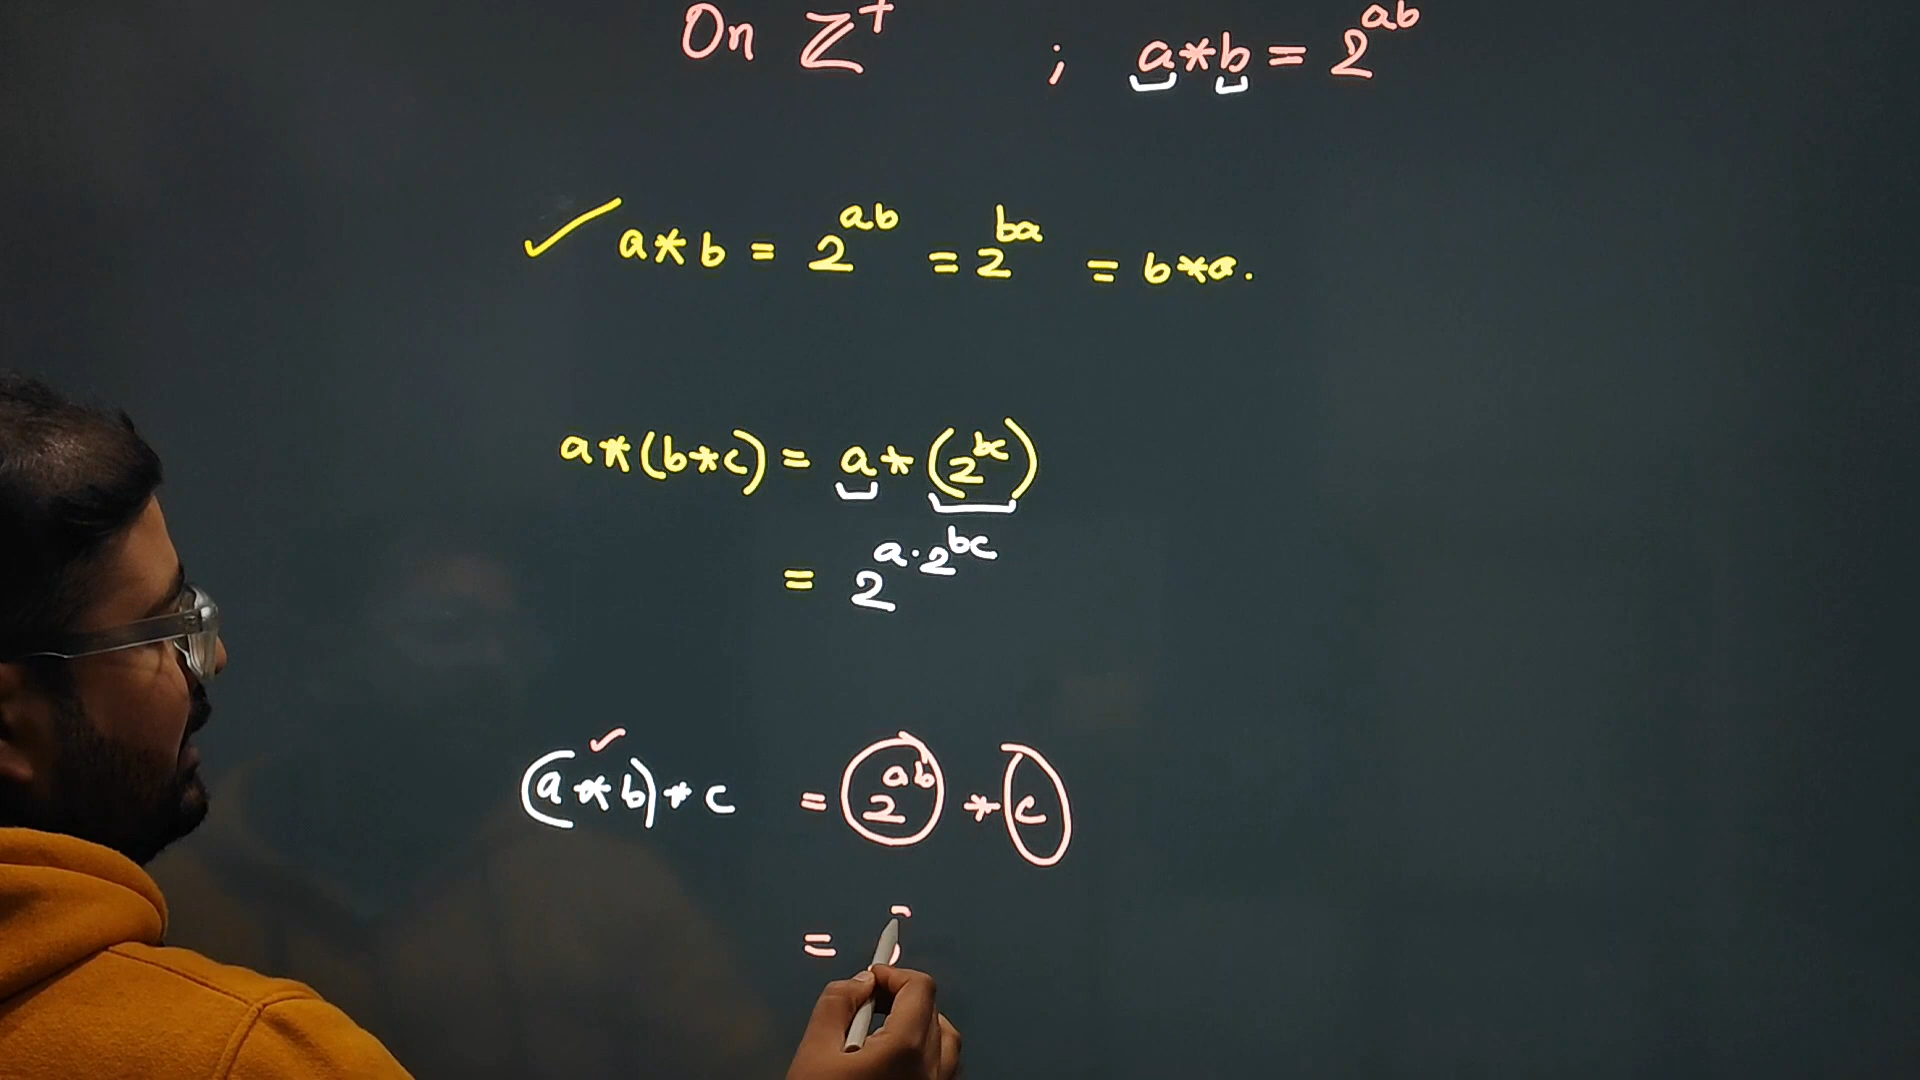 On ℤ⁺ ; a*b = 2^{ab}
✓ a*b = 2^{ab} = 2^{ba} = b*a.
a*(b*c) = a*(2^{bc})
= 2^{a·2^{bc}}
(a*b)*c = 2^{ab} * c
=